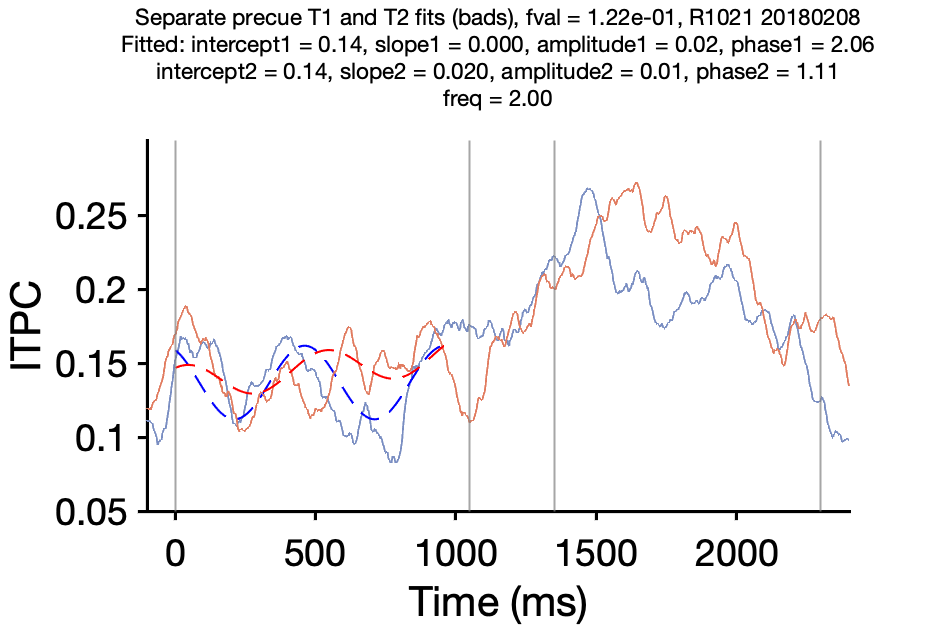 Separate precue T1 and T2 fits (bads), fval = 1.22e-01, R1021 20180208
Fitted: intercept1 = 0.14, slope1 = 0.000, amplitude1 = 0.02, phase1 = 2.06
intercept2 = 0.14, slope2 = 0.020, amplitude2 = 0.01, phase2 = 1.11
freq = 2.00
ITPC
0.25
0.2
0.15
0.1
0.05
0 500 1000 1500 2000
Time (ms)